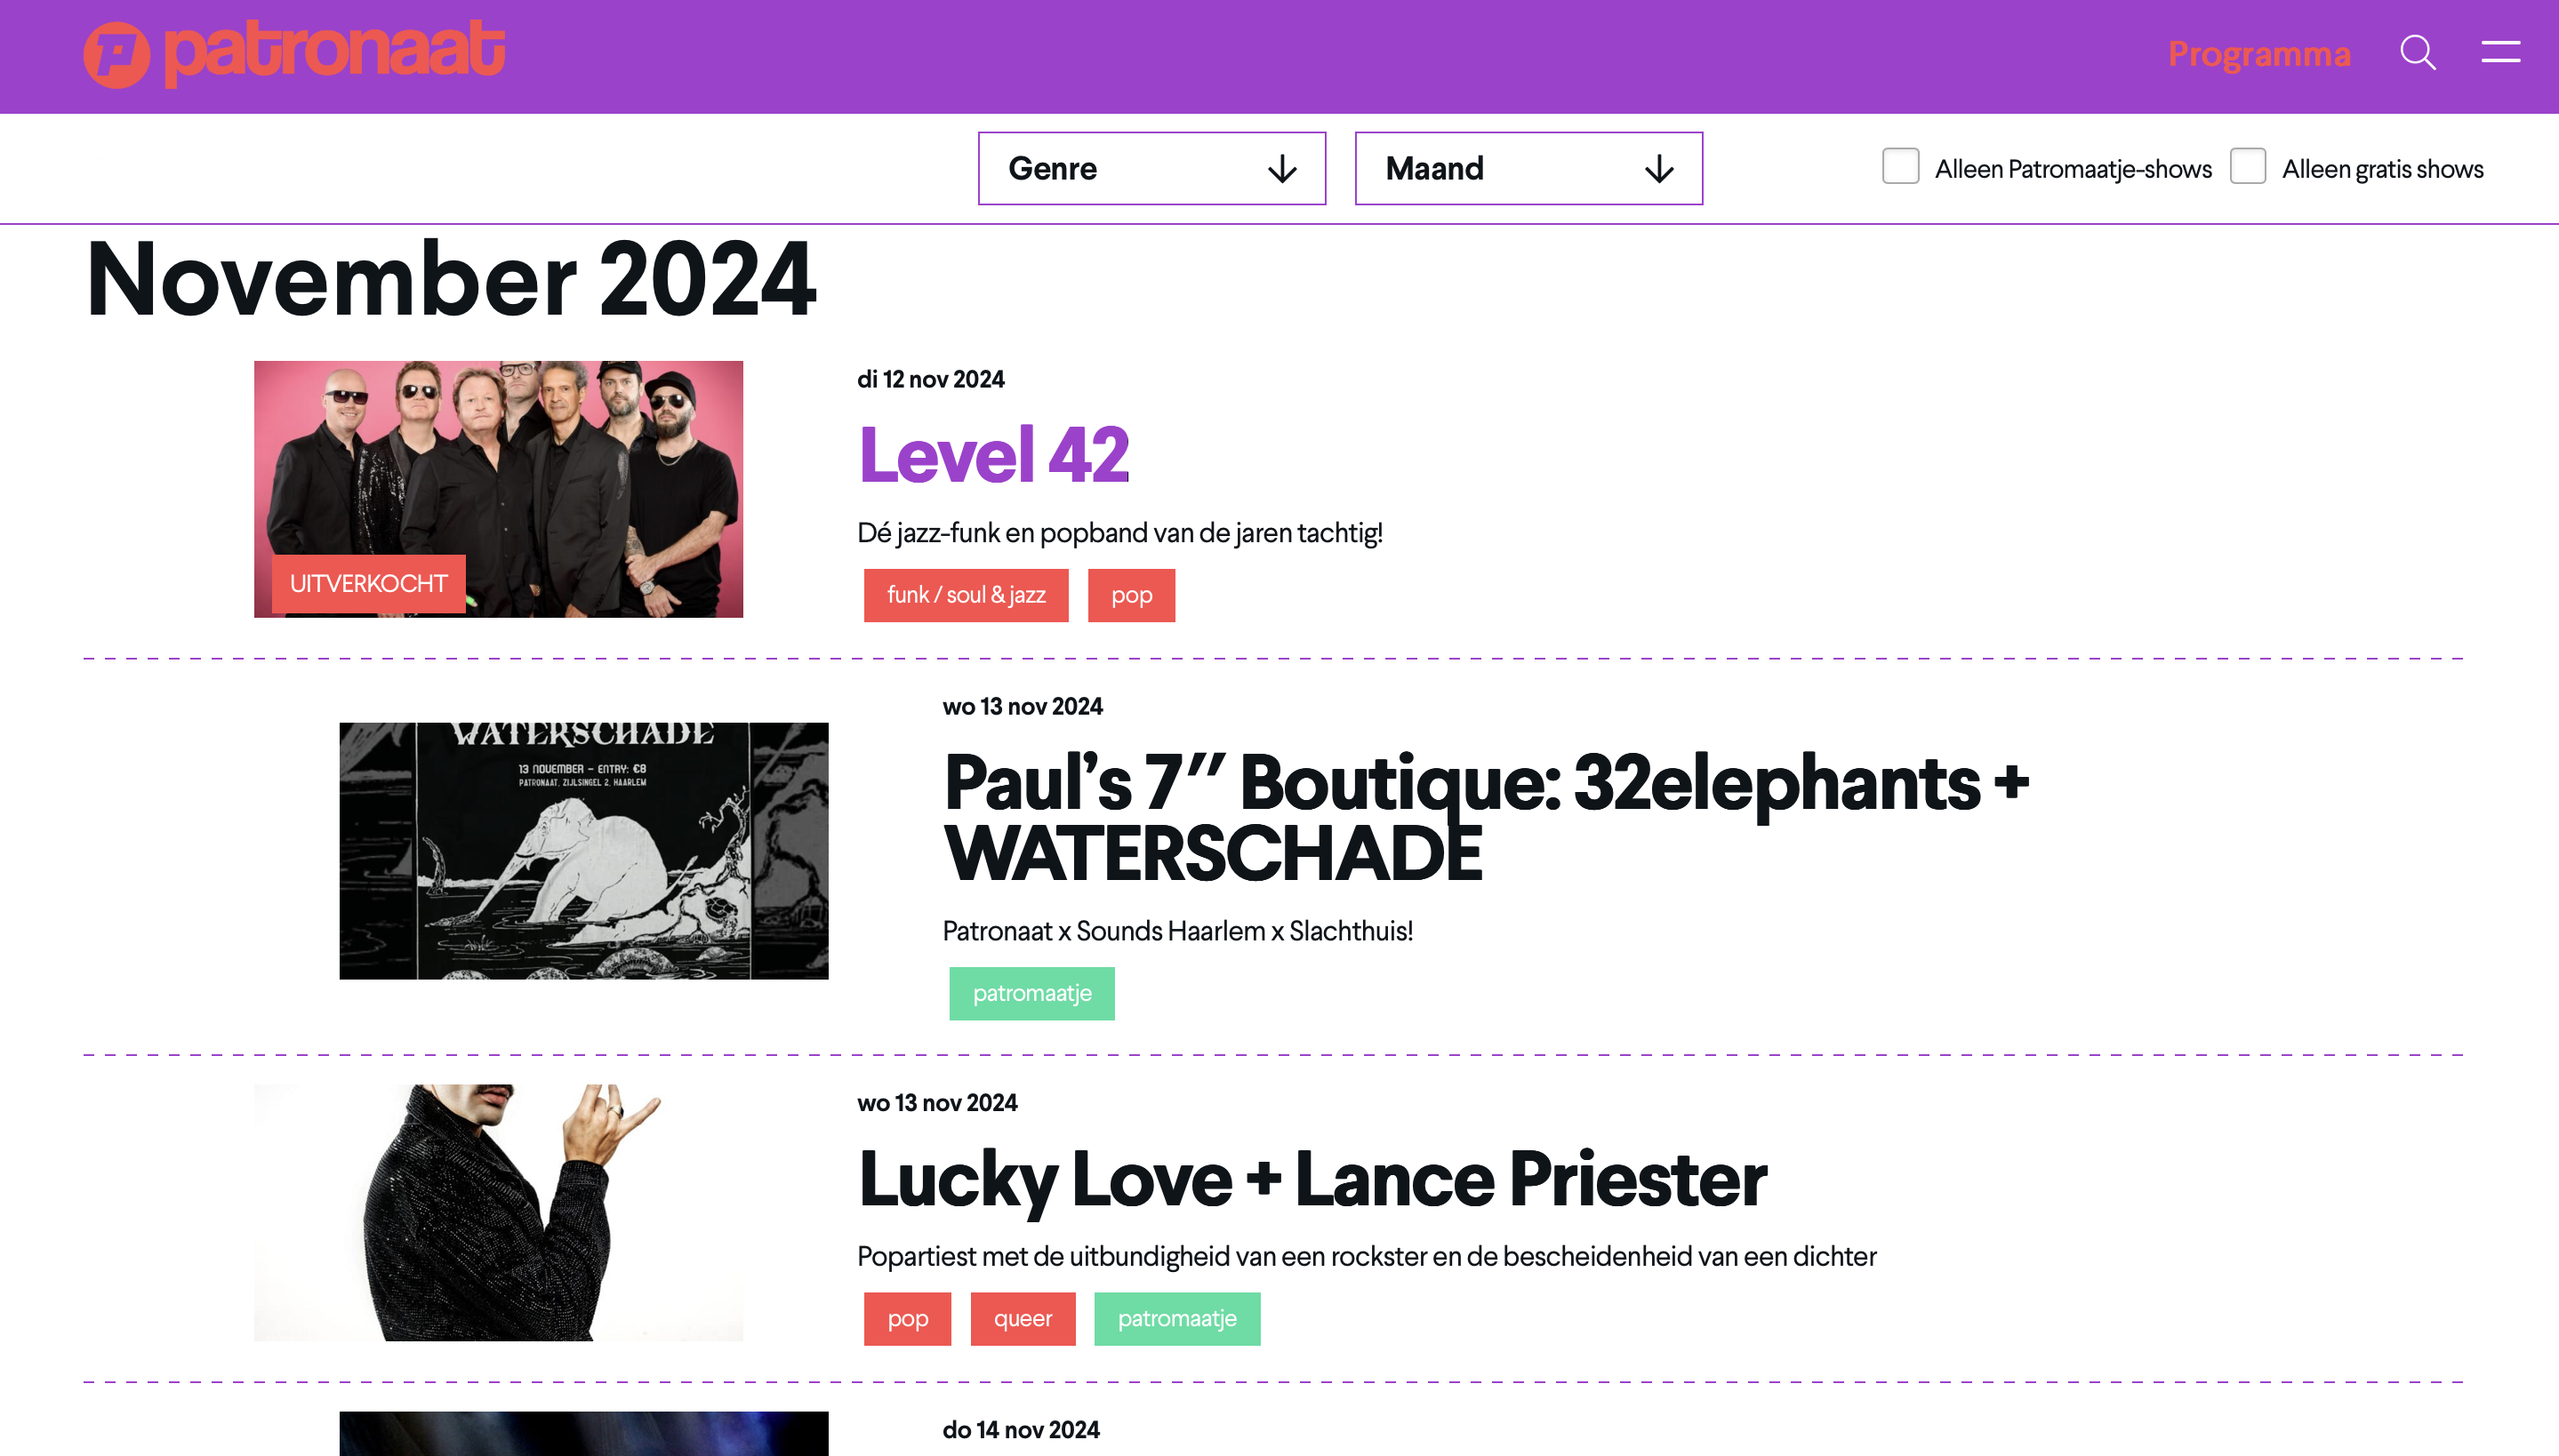 patronaat
Programma
Genre
Maand
Alleen Patromaatje-shows
Alleen gratis shows
November 2024
UITVERKOCHT
di 12 nov 2024
Level 42
Dé jazz-funk en popband van de jaren tachtig!
funk / soul & jazz
pop
WATERSCHADE
13 NOVEMBER – ENTRY: €8
PATRONAAT, ZIJLSINGEL 2, HAARLEM
wo 13 nov 2024
Paul’s 7″ Boutique: 32elephants +
WATERSCHADE
Patronaat x Sounds Haarlem x Slachthuis!
patromaatje
wo 13 nov 2024
Lucky Love + Lance Priester
Popartiest met de uitbundigheid van een rockster en de bescheidenheid van een dichter
pop
queer
patromaatje
do 14 nov 2024